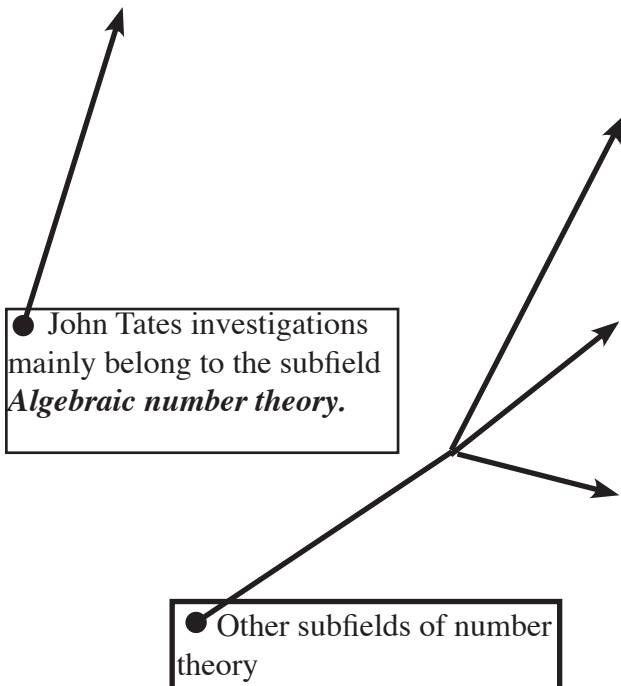 John Tates investigations
mainly belong to the subfield
Algebraic number theory.
Other subfields of number
theory